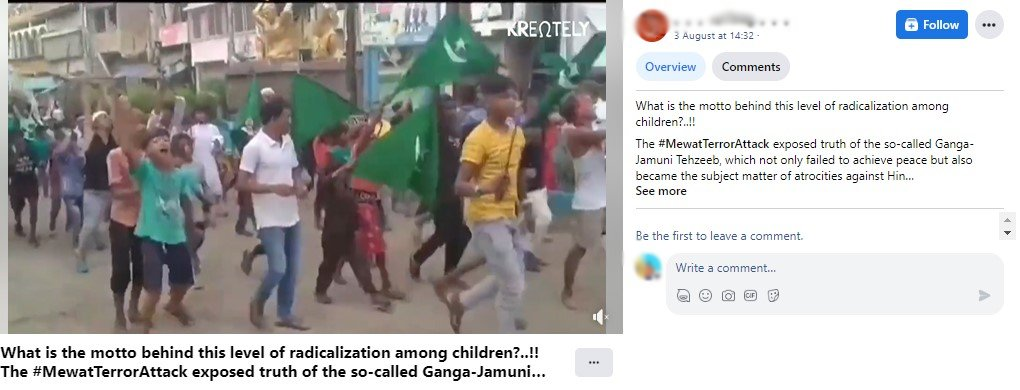 KREΩTELY
3 August at 14:32 ·
Follow
Overview
Comments
What is the motto behind this level of radicalization among
children?..!!
The #MewatTerrorAttack exposed truth of the so-called Ganga-
Jamuni Tehzeeb, which not only failed to achieve peace but also
became the subject matter of atrocities against Hin...
See more
Be the first to leave a comment.
Write a comment...
GIF
What is the motto behind this level of radicalization among children?..!!
The #MewatTerrorAttack exposed truth of the so-called Ganga-Jamuni...